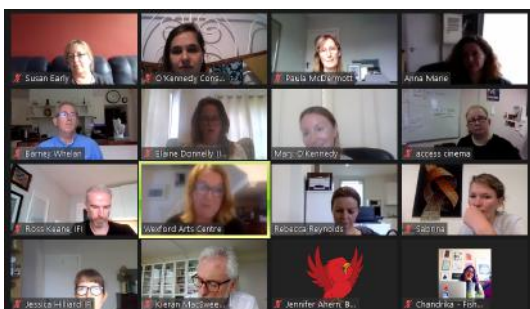 Susan Early
O'Kennedy Cons...
Paula McDermott
Anna Marie
Barney Whelan
Elaine Donnelly
Mary O'Kennedy
access cinema
Ross Keane, IFI
Wexford Arts Centre
Rebecca Reynolds
Sabrina
Jessica Hilliard IFI
Kieran MacSwee...
Jennifer Ahern, B...
Chandrika - Fish...